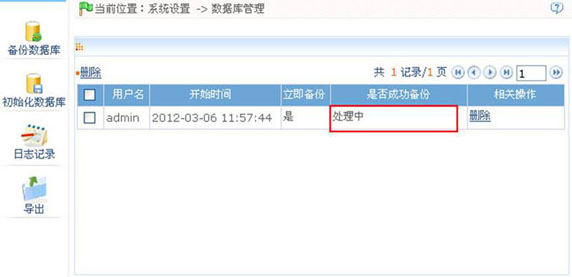 当前位置：系统设置 -> 数据库管理
备份数据库
初始化数据库
日志记录
导出
删除
共 1 记录/1 页 1
用户名 开始时间 立即备份 是否成功备份 相关操作
admin 2012-03-06 11:57:44 是 处理中 删除